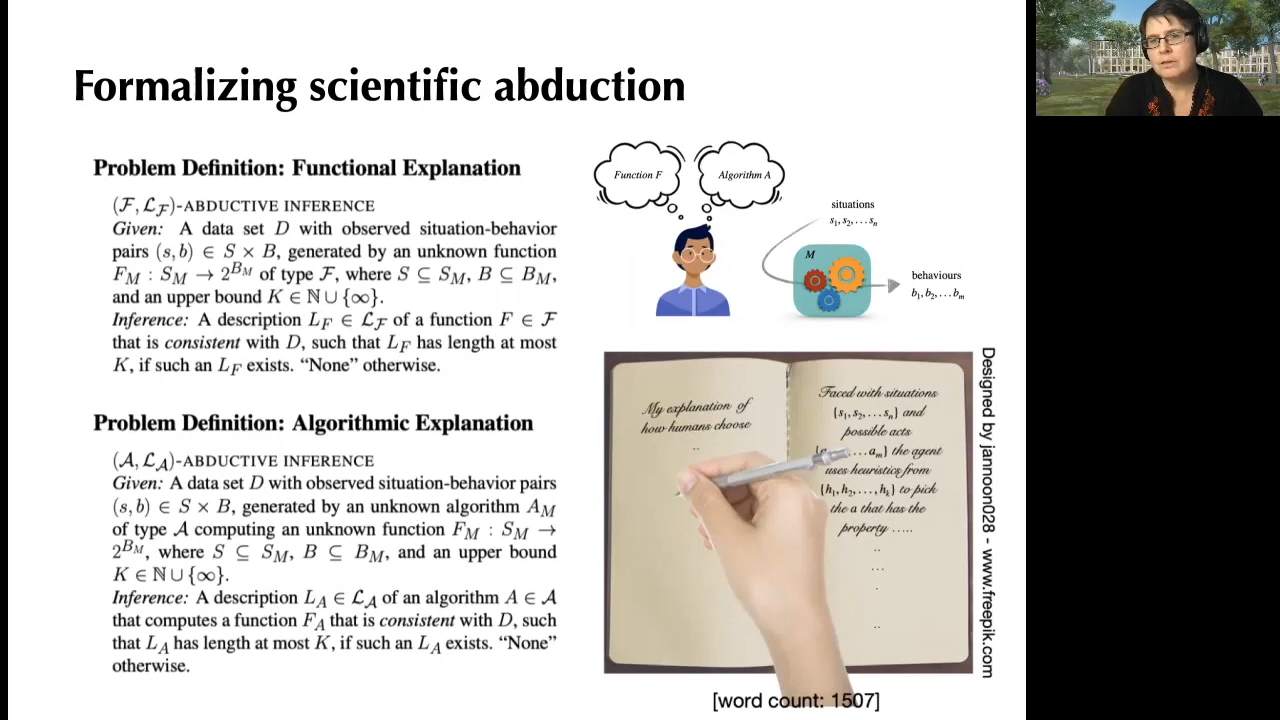 Formalizing scientific abduction
Problem Definition: Functional Explanation
(ℱ, ℒ_ℱ)-ABDUCTIVE INFERENCE
Given: A data set D with observed situation-behavior
pairs (s, b) ∈ S × B, generated by an unknown function
F_M : S_M → 2^{B_M} of type ℱ, where S ⊆ S_M, B ⊆ B_M,
and an upper bound K ∈ ℕ ∪ {∞}.
Inference: A description L_F ∈ ℒ_ℱ of a function F ∈ ℱ
that is consistent with D, such that L_F has length at most
K, if such an L_F exists. “None” otherwise.
Problem Definition: Algorithmic Explanation
(𝒜, ℒ_𝒜)-ABDUCTIVE INFERENCE
Given: A data set D with observed situation-behavior pairs
(s, b) ∈ S × B, generated by an unknown algorithm A_M
of type 𝒜 computing an unknown function F_M : S_M →
2^{B_M}, where S ⊆ S_M, B ⊆ B_M, and an upper bound
K ∈ ℕ ∪ {∞}.
Inference: A description L_A ∈ ℒ_𝒜 of an algorithm A ∈ 𝒜
that computes a function F_A that is consistent with D, such
that L_A has length at most K, if such an L_A exists. “None”
otherwise.
Function F
Algorithm A
situations
s₁, s₂, . . . sₙ
M
behaviours
b₁, b₂, . . . bₘ
My explanation of
how humans choose
..
Faced with situations
{s₁, s₂, . . . sₙ} and
possible acts
. . . aₘ} the agent
uses heuristics from
{h₁, h₂, . . . , hₖ} to pick
the a that has the
property .....
..
...
.
..
Designed by jannoon028 - www.freepik.com
[word count: 1507]